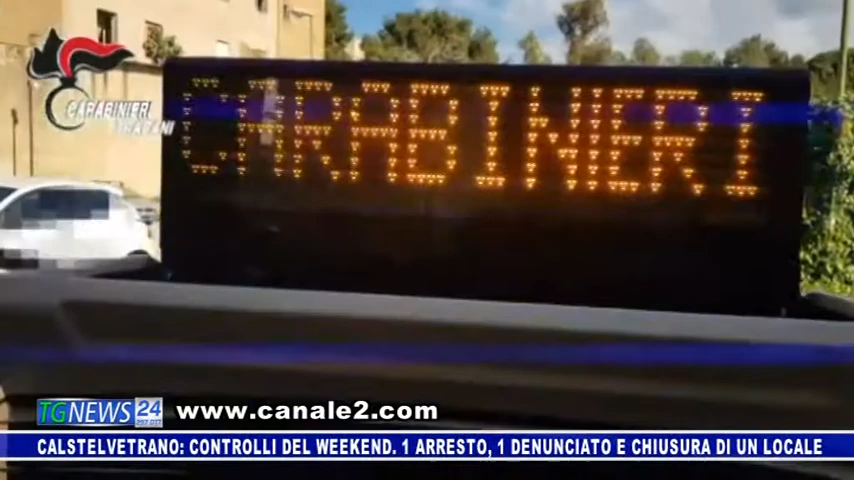 CARABINIERI
CARABINIERI
TRAPANI
TGNEWS 24
www.canale2.com
CALSTELVETRANO: CONTROLLI DEL WEEKEND. 1 ARRESTO, 1 DENUNCIATO E CHIUSURA DI UN LOCALE